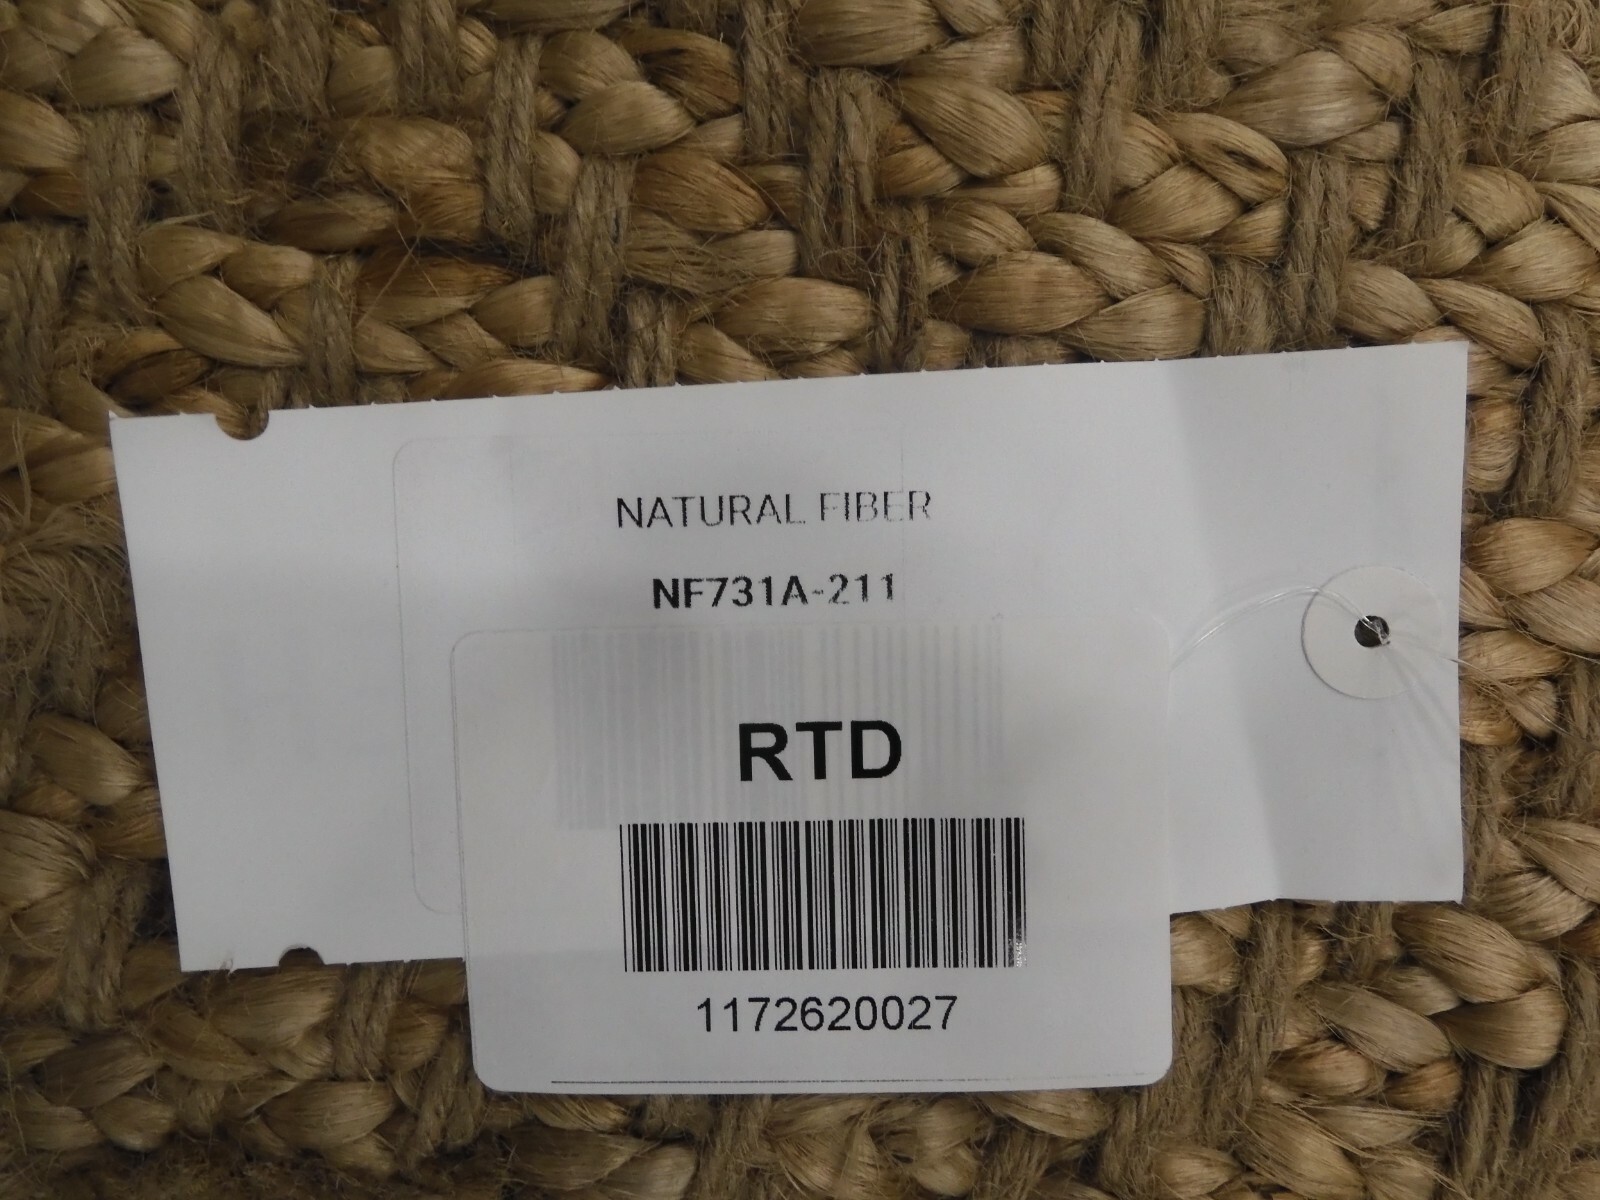 NATURAL FIBER
NF731A-211
RTD
1172620027